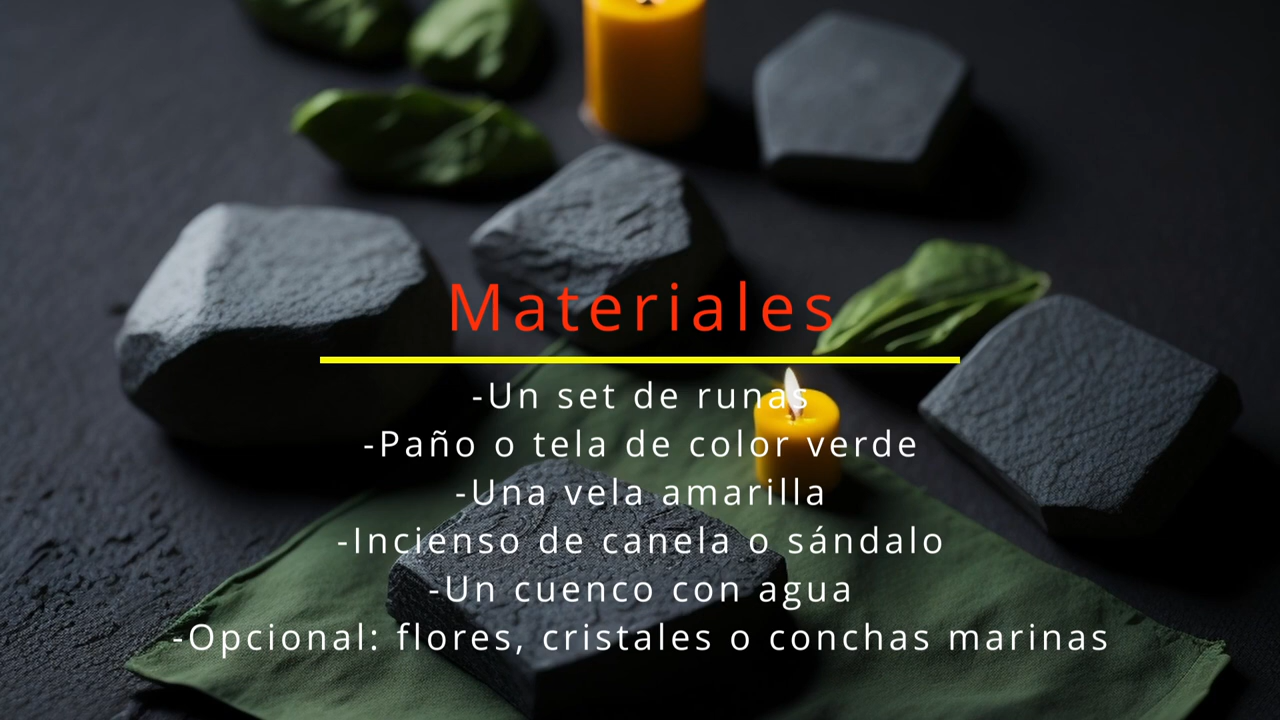 Materiales
-Un set de runas
-Paño o tela de color verde
-Una vela amarilla
-Incienso de canela o sándalo
-Un cuenco con agua
-Opcional: flores, cristales o conchas marinas